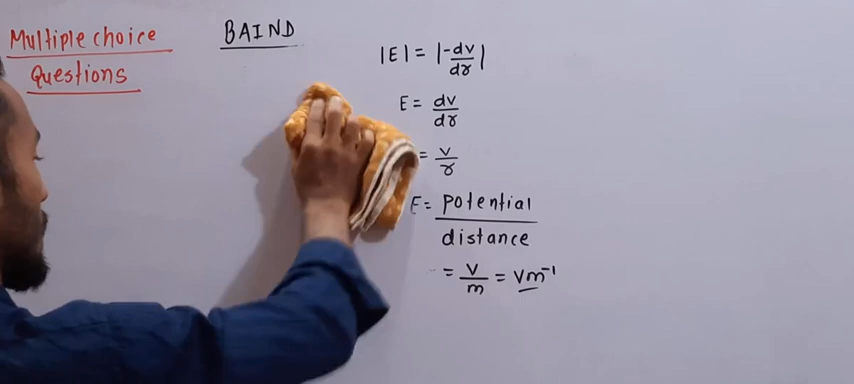 Multiple choice
Questions
BAIND
|E| = |-dv/dr|
E = dv/dr
= v/r
E = potential/distance
= V/m = Vm⁻¹